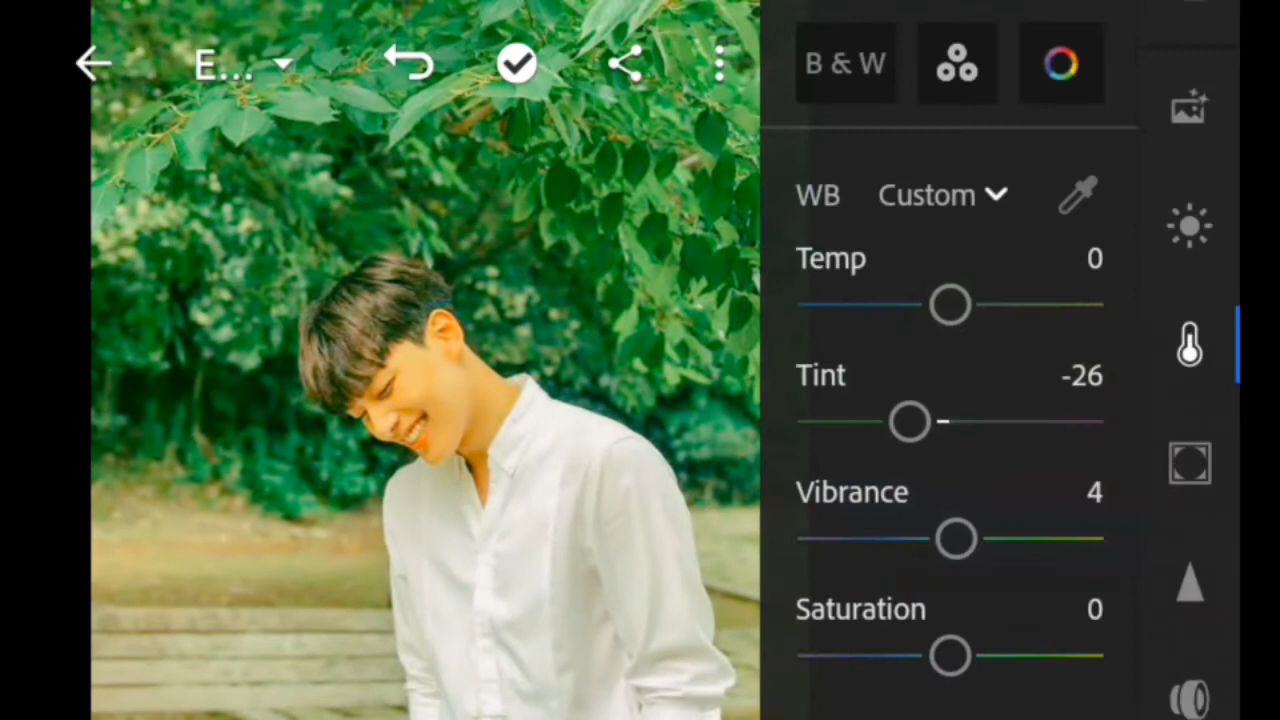 E...
B & W
WB Custom
Temp 0
Tint -26
Vibrance 4
Saturation 0